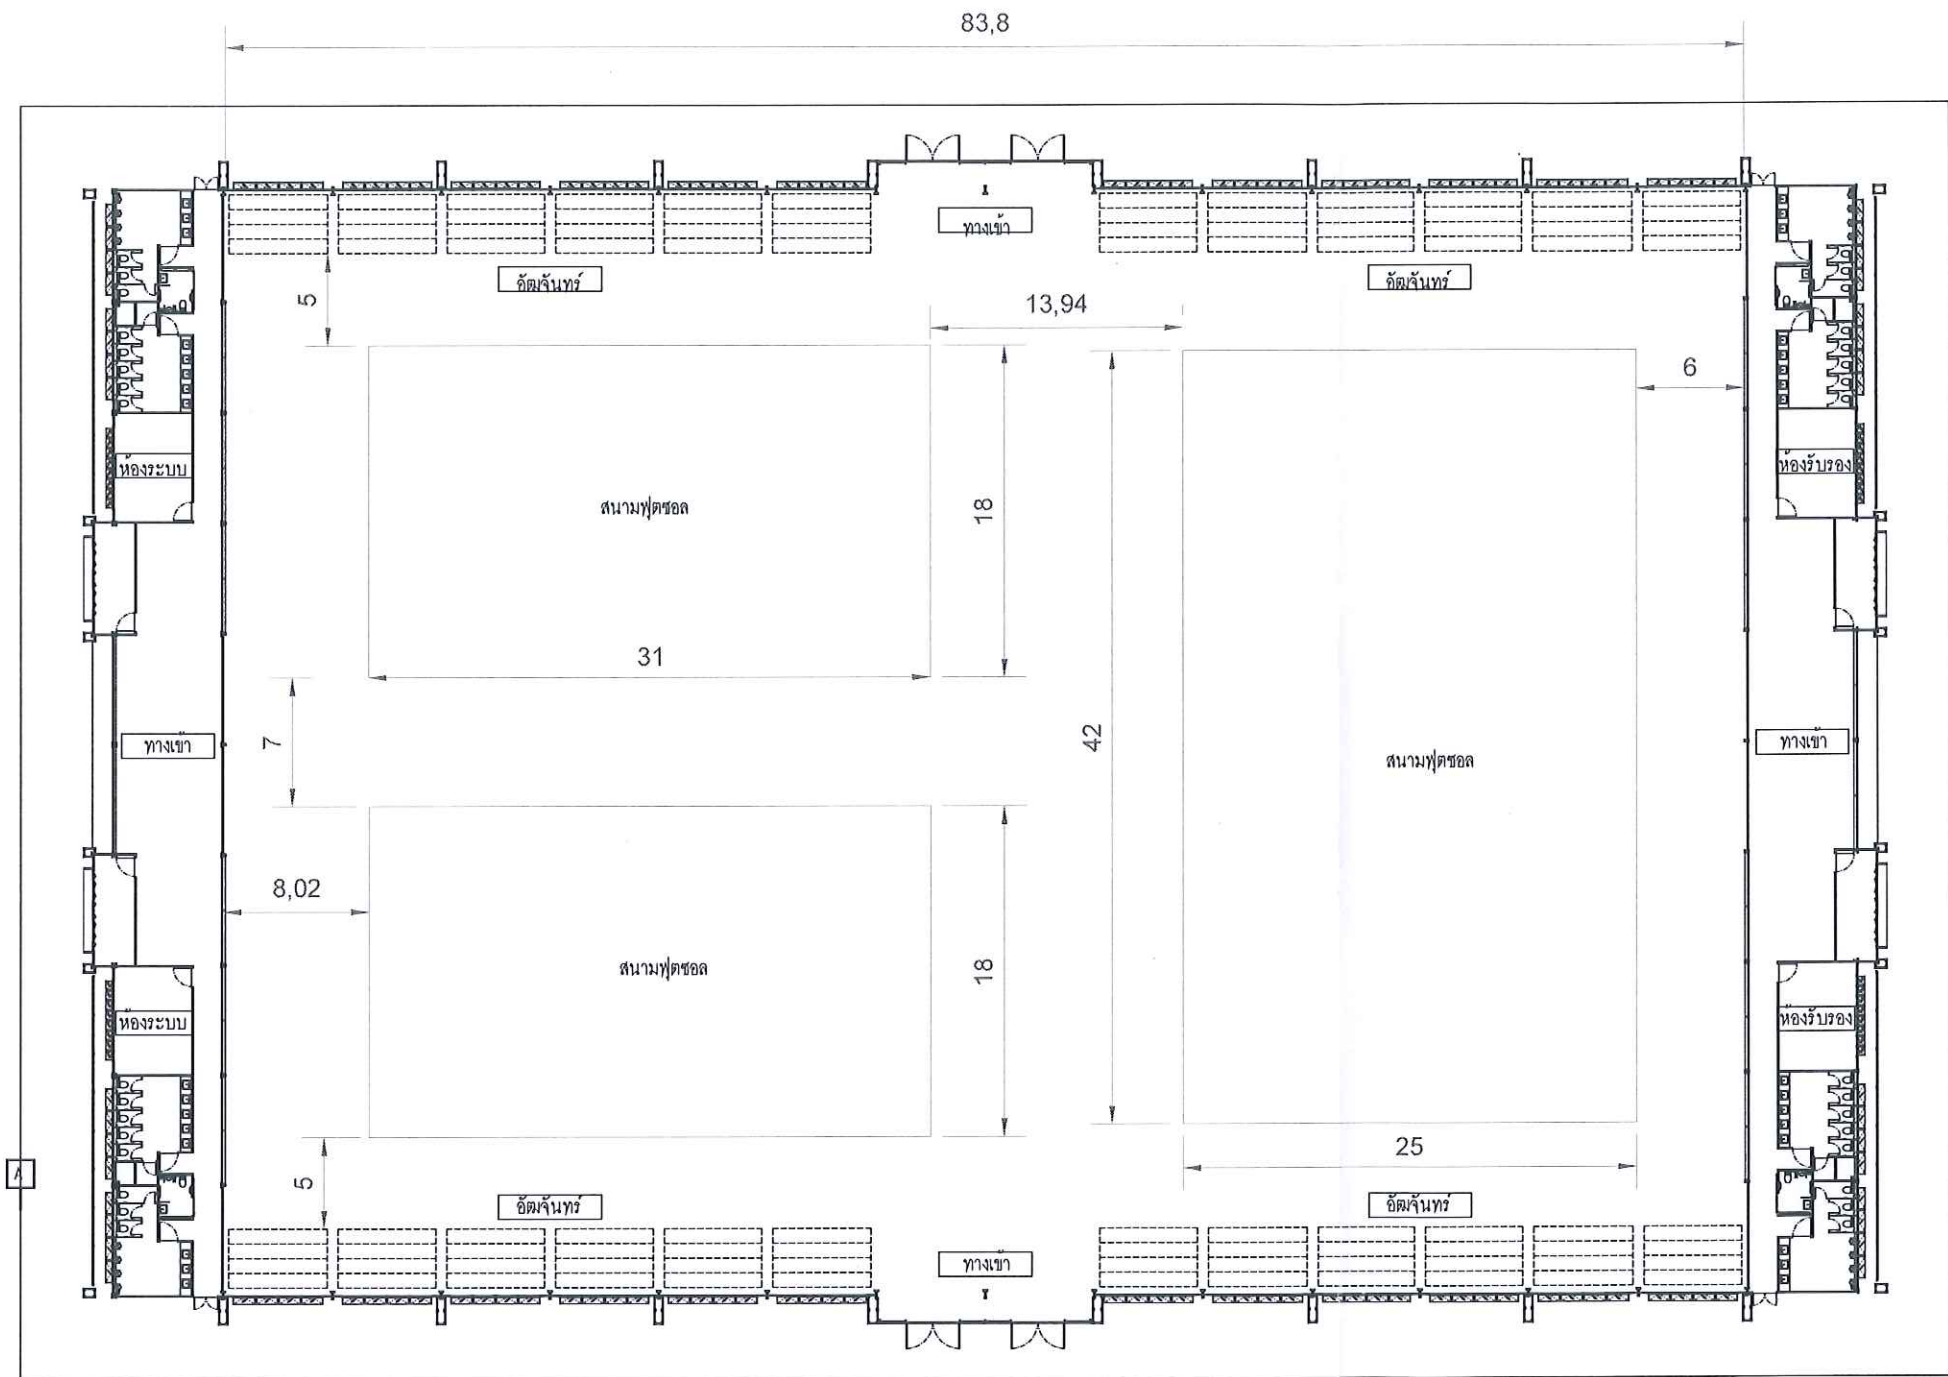 83,8
ทางเข้า
อัฒจันทร์
อัฒจันทร์
5
13,94
6
ห้องระบบ
ห้องรับรอง
สนามฟุตซอล
18
31
7
42
ทางเข้า
ทางเข้า
สนามฟุตซอล
8,02
สนามฟุตซอล
18
ห้องระบบ
ห้องรับรอง
25
A
5
อัฒจันทร์
อัฒจันทร์
ทางเข้า